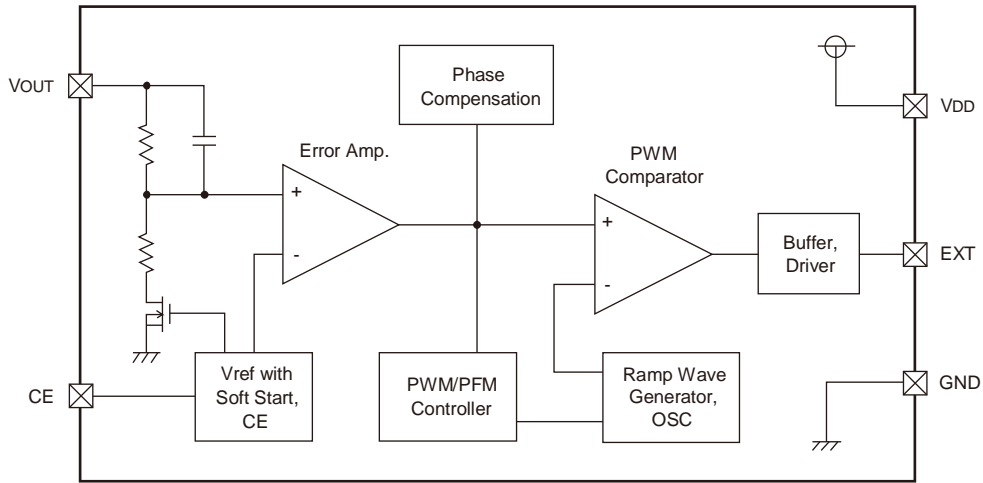 Phase
Compensation
VOUT
VDD
Error Amp.
PWM
Comparator
+
-
+
-
Buffer,
Driver
EXT
Vref with
Soft Start,
CE
PWM/PFM
Controller
Ramp Wave
Generator,
OSC
CE
GND